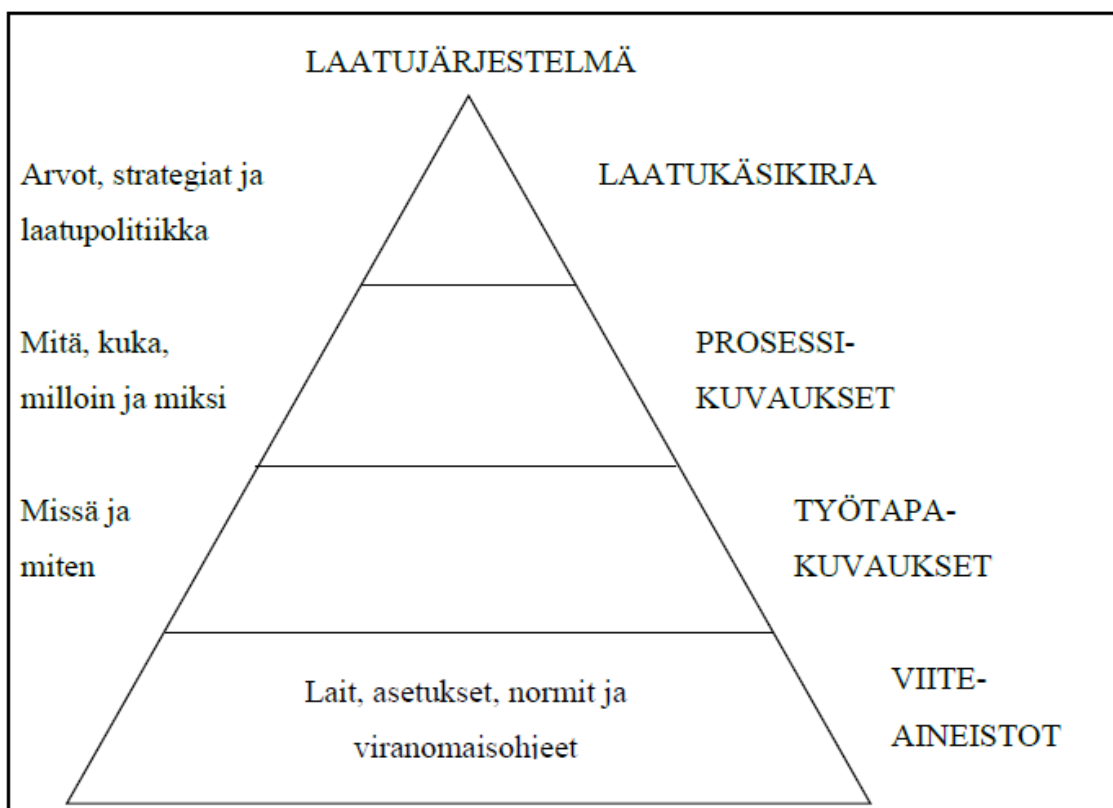 LAATUJÄRJESTELMÄ
Arvot, strategiat ja
laatupolitiikka
LAATUKÄSIKIRJA
Mitä, kuka,
milloin ja miksi
PROSESSI-
KUVAUKSET
Missä ja
miten
TYÖTAPA-
KUVAUKSET
Lait, asetukset, normit ja
viranomaisohjeet
VIITE-
AINEISTOT